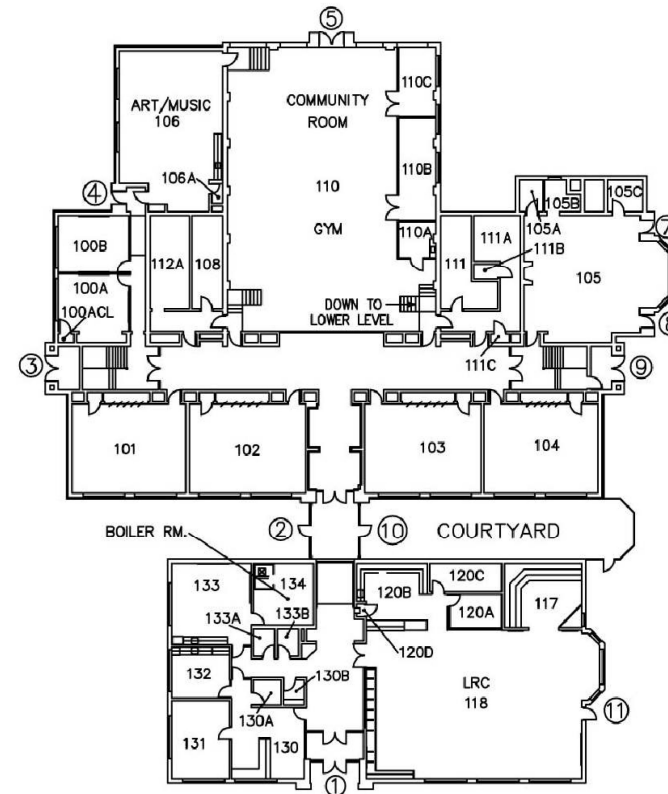 5
ART/MUSIC
106
COMMUNITY
ROOM
110
GYM
110C
110B
110A
106A
4
100B
100A
100ACL
112A
108
DOWN TO
LOWER LEVEL
111
111A
111B
111C
105A
105B
105C
105
7
8
3
9
101
102
103
104
BOILER RM.
2
10
COURTYARD
133
134
133A
133B
132
131
130A
130B
130
120B
120C
120A
120D
117
LRC
118
11
1